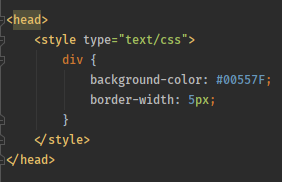 <head>
    <style type="text/css">
        div {
            background-color: #00557F;
            border-width: 5px;
        }
    </style>
</head>